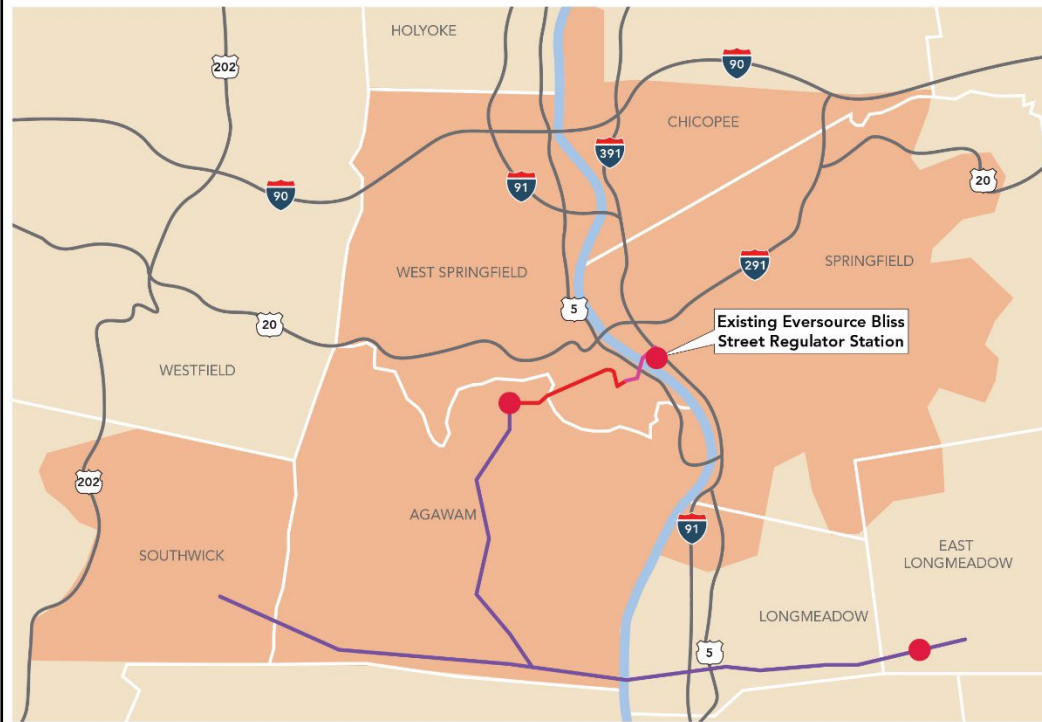 HOLYOKE
202
90
CHICOPEE
391
91
20
90
291
WEST SPRINGFIELD
SPRINGFIELD
5
20
Existing Eversource Bliss
Street Regulator Station
WESTFIELD
202
AGAWAM
91
SOUTHWICK
EAST
LONGMEADOW
LONGMEADOW
5